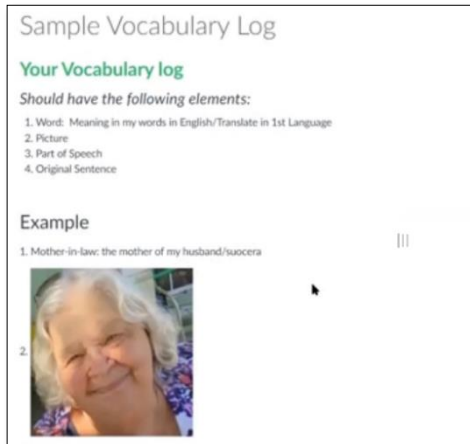 Sample Vocabulary Log
Your Vocabulary log
Should have the following elements:
1. Word: Meaning in my words in English/Translate in 1st Language
2. Picture
3. Part of Speech
4. Original Sentence
Example
1. Mother-in-law: the mother of my husband/suocera
2.